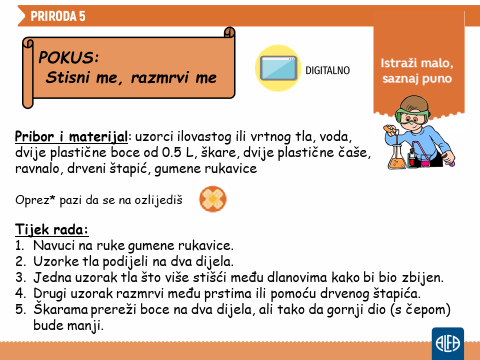 PRIRODA 5
POKUS:
Stisni me, razmrvi me
DIGITALNO
Istraži malo,
saznaj puno
Pribor i materijal: uzorci ilovastog ili vrtnog tla, voda,
dvije plastične boce od 0.5 L, škare, dvije plastične čaše,
ravnalo, drveni štapić, gumene rukavice
Oprez* pazi da se na ozlijediš
Tijek rada:
1. Navuci na ruke gumene rukavice.
2. Uzorke tla podijeli na dva dijela.
3. Jedna uzorak tla što više stišći među dlanovima kako bi bio zbijen.
4. Drugi uzorak razmrvi među prstima ili pomoću drvenog štapića.
5. Škarama prereži boce na dva dijela, ali tako da gornji dio (s čepom)
bude manji.
ALFA